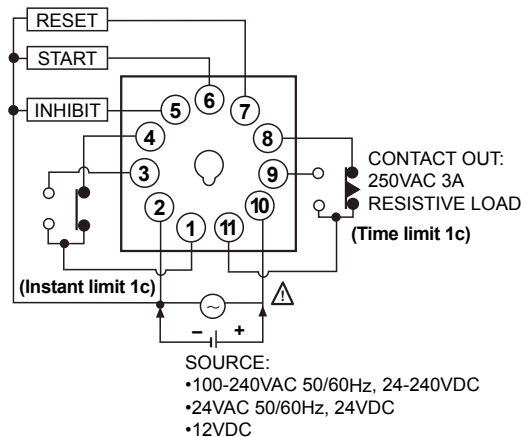 RESET
START
INHIBIT
5
6
7
4
8
3
9
2
10
1
11
CONTACT OUT:
250VAC 3A
RESISTIVE LOAD
(Time limit 1c)
(Instant limit 1c)
~
!
− +
SOURCE:
•100-240VAC 50/60Hz, 24-240VDC
•24VAC 50/60Hz, 24VDC
•12VDC